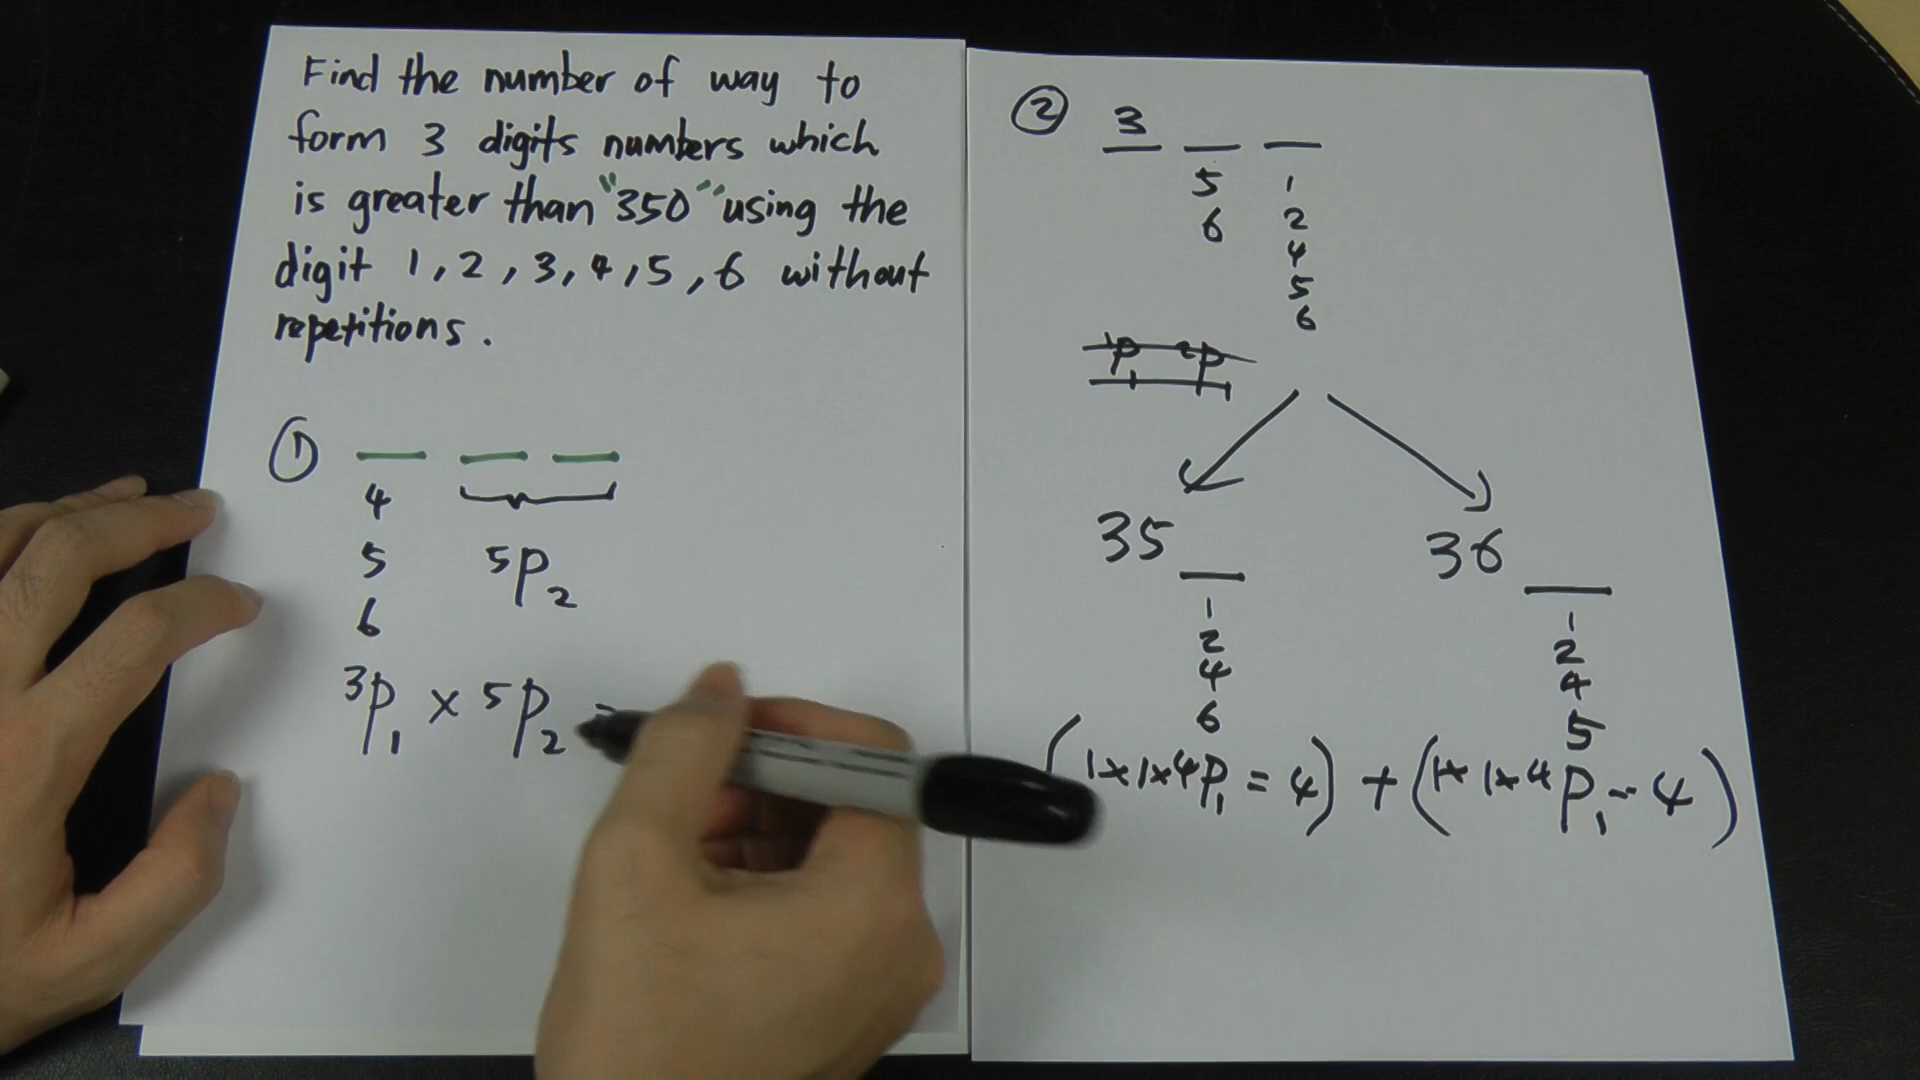 Find the number of way to
form 3 digits numbers which
is greater than "350" using the
digit 1, 2, 3, 4, 5, 6 without
repetitions.
①
4
5
6
5P2
3P1 × 5P2 =
② 3
5 1
6 2
4
5
6
1P1 2P1
35 36
1 1
2 2
4 4
6 5
(1×1×4P1 = 4) + (1×1×4P1 = 4)